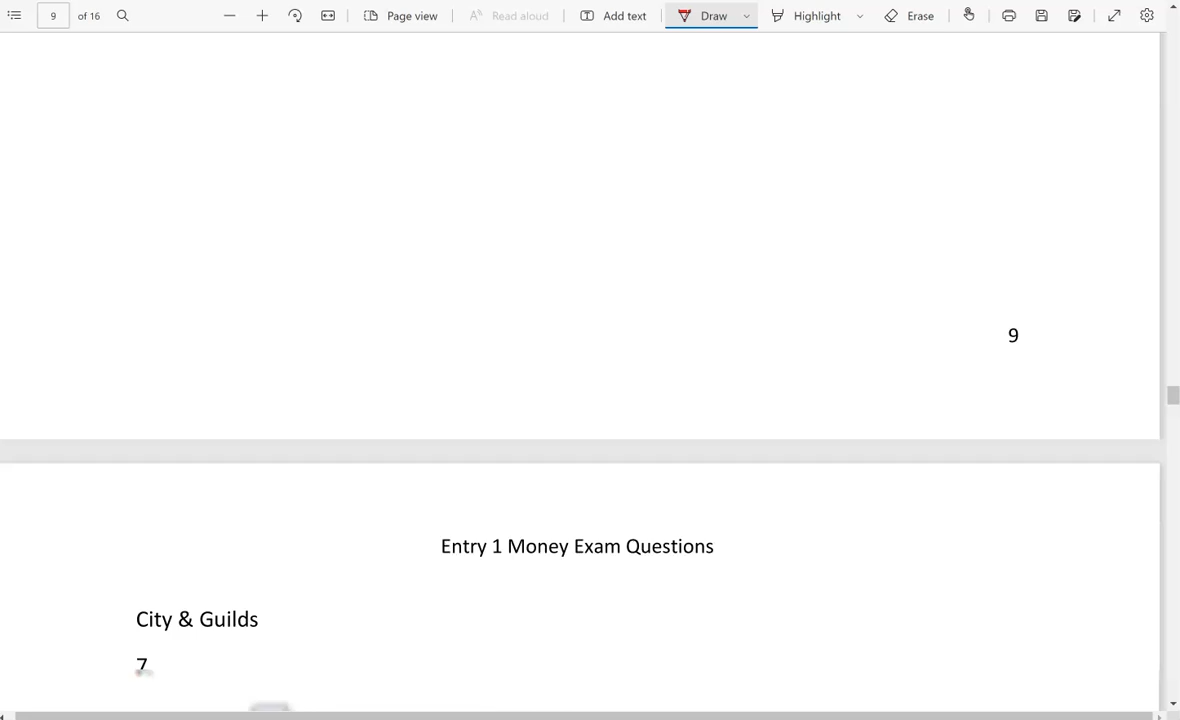 9 of 16 Page view Read aloud Add text Draw Highlight Erase
9
Entry 1 Money Exam Questions
City & Guilds
7